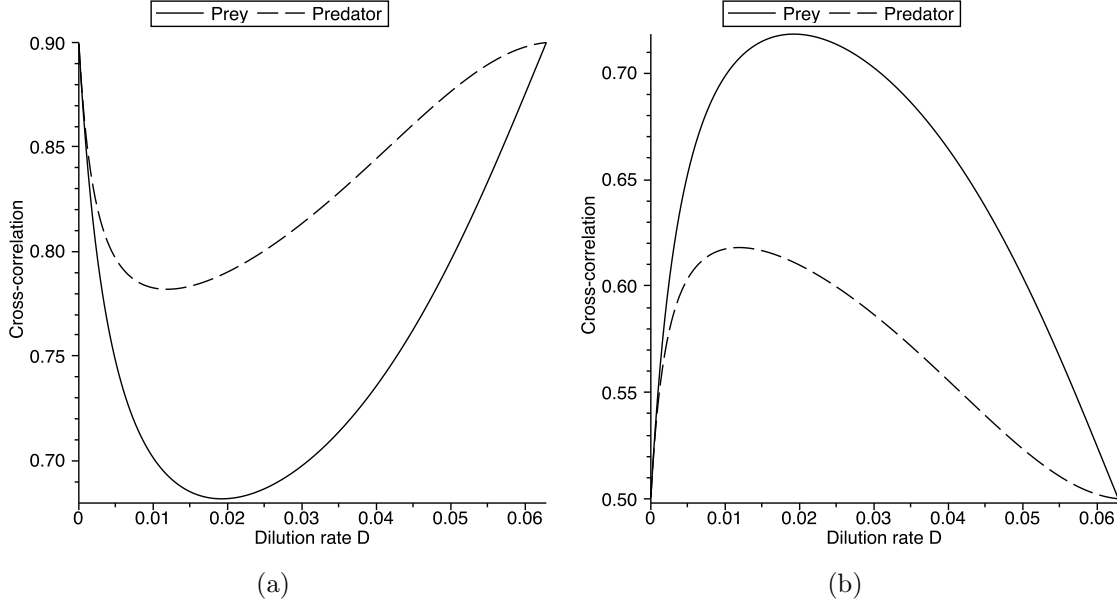 Prey Predator
0.90
0.85
0.80
0.75
0.70
Cross-correlation
0 0.01 0.02 0.03 0.04 0.05 0.06
Dilution rate D
(a)
Prey Predator
0.70
0.65
0.60
0.55
0.50
Cross-correlation
0 0.01 0.02 0.03 0.04 0.05 0.06
Dilution rate D
(b)